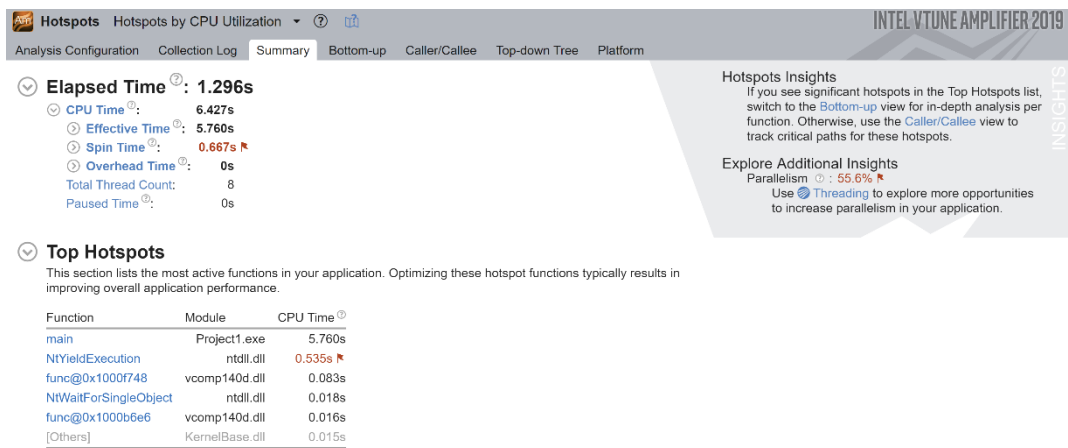 Hotspots Hotspots by CPU Utilization ?
INTEL VTUNE AMPLIFIER 2019
Analysis Configuration Collection Log Summary Bottom-up Caller/Callee Top-down Tree Platform
Elapsed Time ?: 1.296s
CPU Time ?: 6.427s
Effective Time ?: 5.760s
Spin Time ?: 0.667s
Overhead Time ?: 0s
Total Thread Count: 8
Paused Time ?: 0s
Hotspots Insights
If you see significant hotspots in the Top Hotspots list,
switch to the Bottom-up view for in-depth analysis per
function. Otherwise, use the Caller/Callee view to
track critical paths for these hotspots.
Explore Additional Insights
Parallelism ? : 55.6%
Use Threading to explore more opportunities
to increase parallelism in your application.
INSIGHTS
Top Hotspots
This section lists the most active functions in your application. Optimizing these hotspot functions typically results in
improving overall application performance.
Function Module CPU Time ?
main Project1.exe 5.760s
NtYieldExecution ntdll.dll 0.535s
func@0x1000f748 vcomp140d.dll 0.083s
NtWaitForSingleObject ntdll.dll 0.018s
func@0x1000b6e6 vcomp140d.dll 0.016s
[Others] KernelBase.dll 0.015s